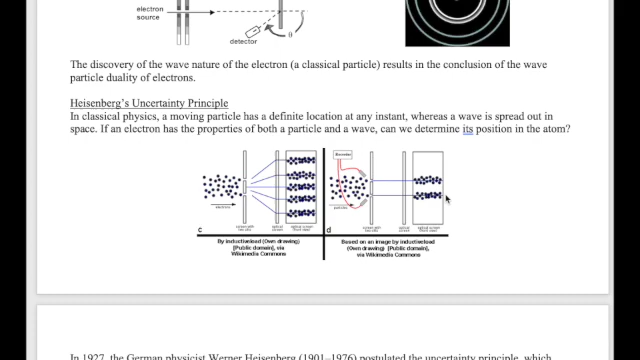 electron
source
detector
θ
The discovery of the wave nature of the electron (a classical particle) results in the conclusion of the wave
particle duality of electrons.
Heisenberg's Uncertainty Principle
In classical physics, a moving particle has a definite location at any instant, whereas a wave is spread out in
space. If an electron has the properties of both a particle and a wave, can we determine its position in the atom?
electrons
c
particles
d
By inductiveload (Own drawing)
[Public domain], via
Wikimedia Commons
Based on an image by inductiveload
(Own drawing) [Public domain],
via Wikimedia Commons
In 1927, the German physicist Werner Heisenberg (1901–1976) postulated the uncertainty principle, which